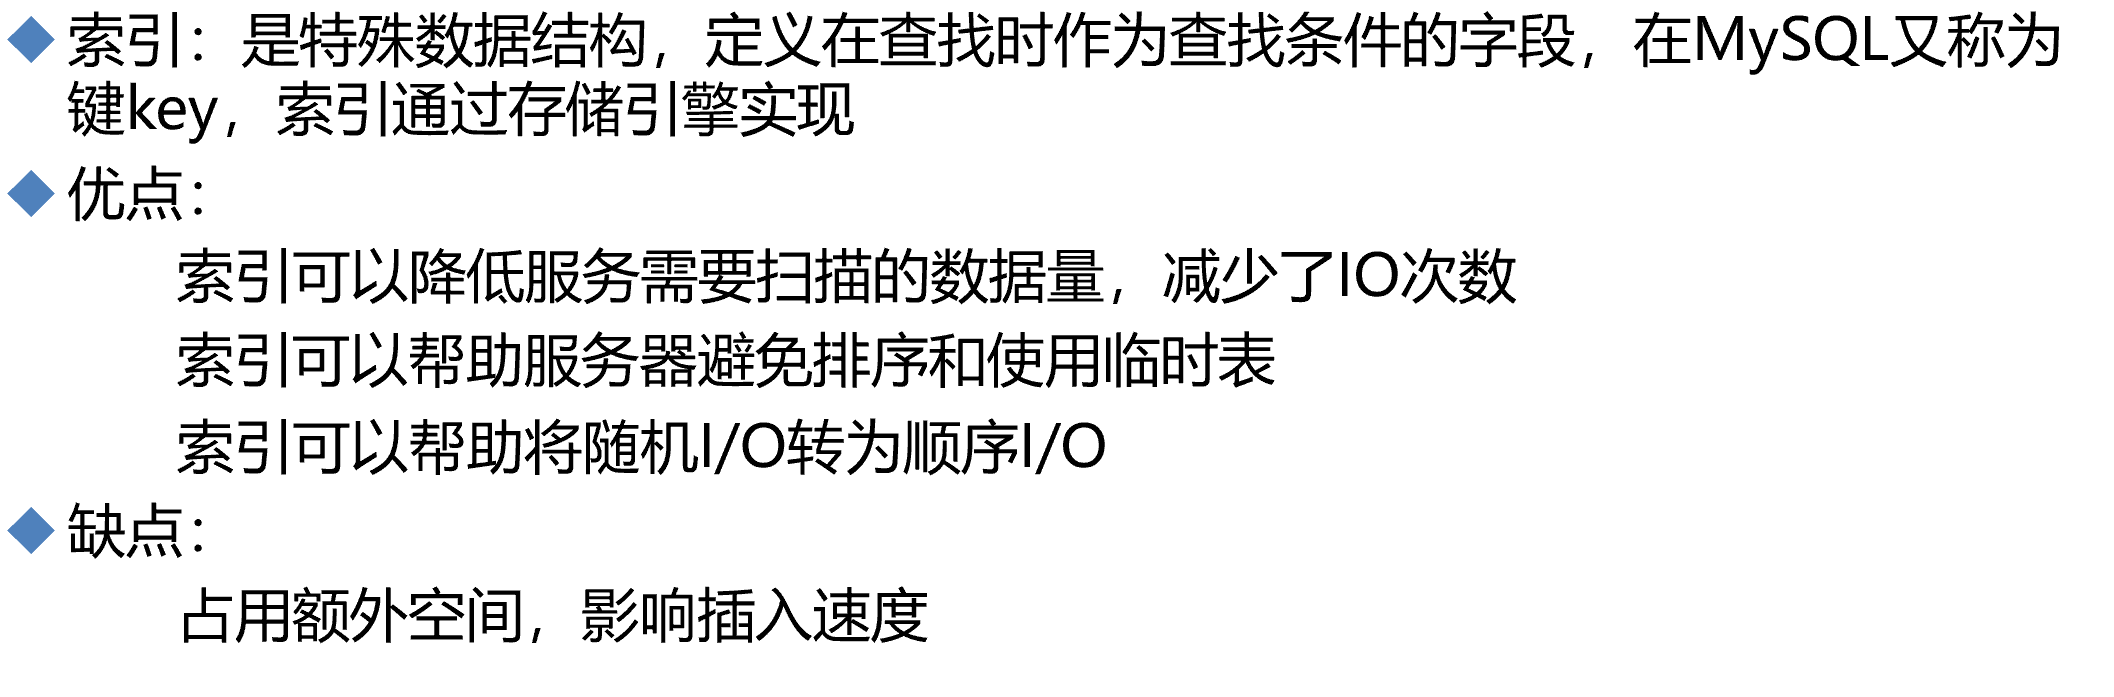 索引：是特殊数据结构，定义在查找时作为查找条件的字段，在MySQL又称为
键key，索引通过存储引擎实现
优点：
索引可以降低服务需要扫描的数据量，减少了IO次数
索引可以帮助服务器避免排序和使用临时表
索引可以帮助将随机I/O转为顺序I/O
缺点：
占用额外空间，影响插入速度